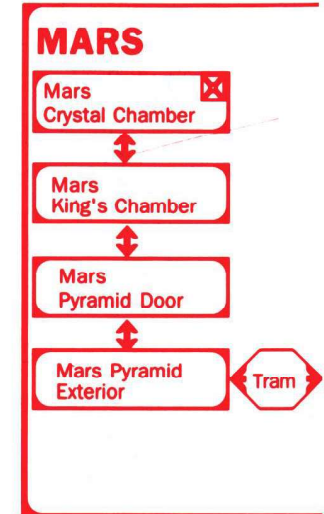 MARS
Mars
Crystal Chamber
Mars
King's Chamber
Mars
Pyramid Door
Mars Pyramid
Exterior
Tram